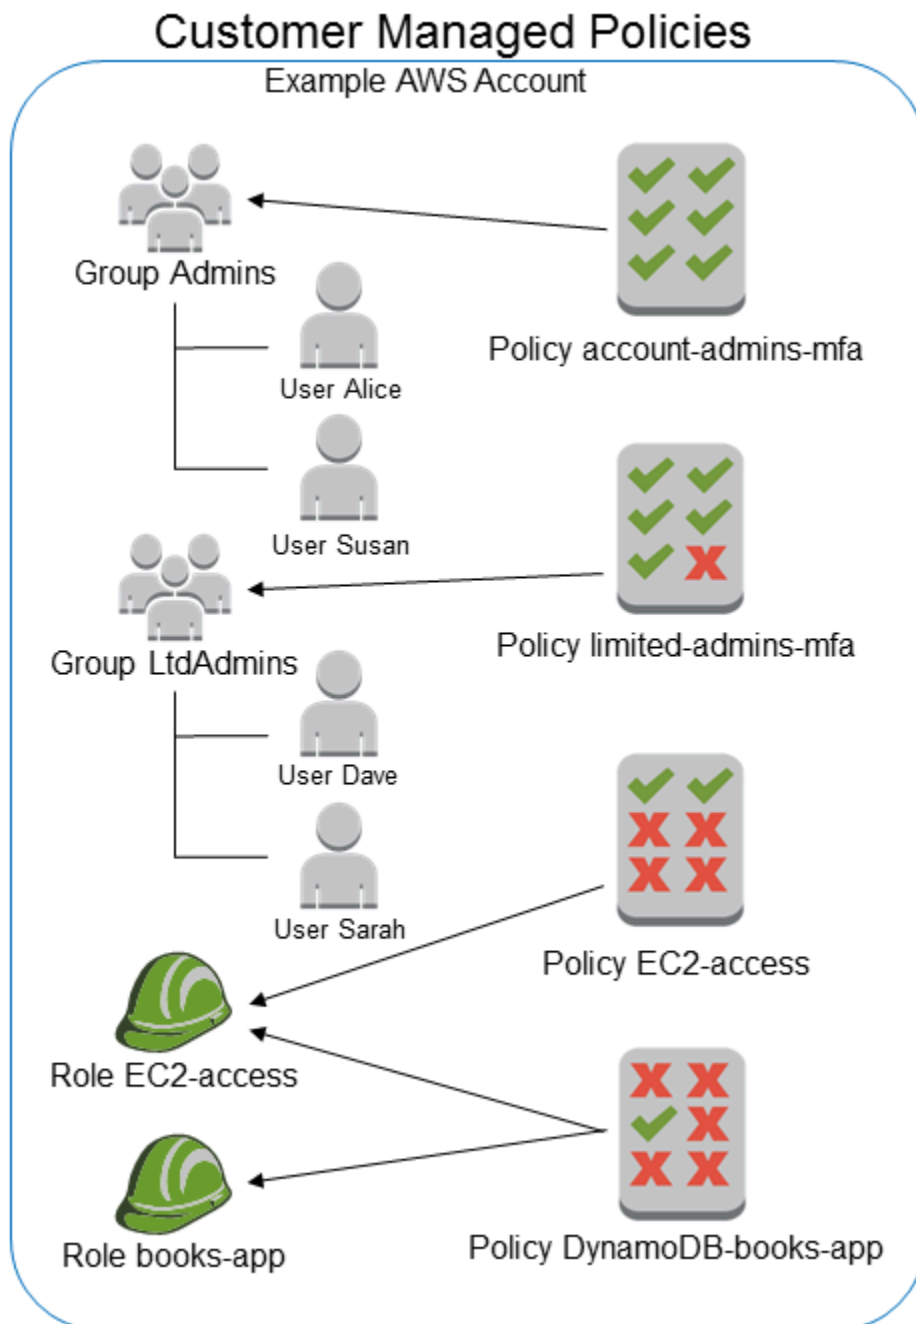 Customer Managed Policies
Example AWS Account
Group Admins
User Alice
Policy account-admins-mfa
User Susan
Group LtdAdmins
Policy limited-admins-mfa
User Dave
User Sarah
Policy EC2-access
Role EC2-access
Role books-app
Policy DynamoDB-books-app